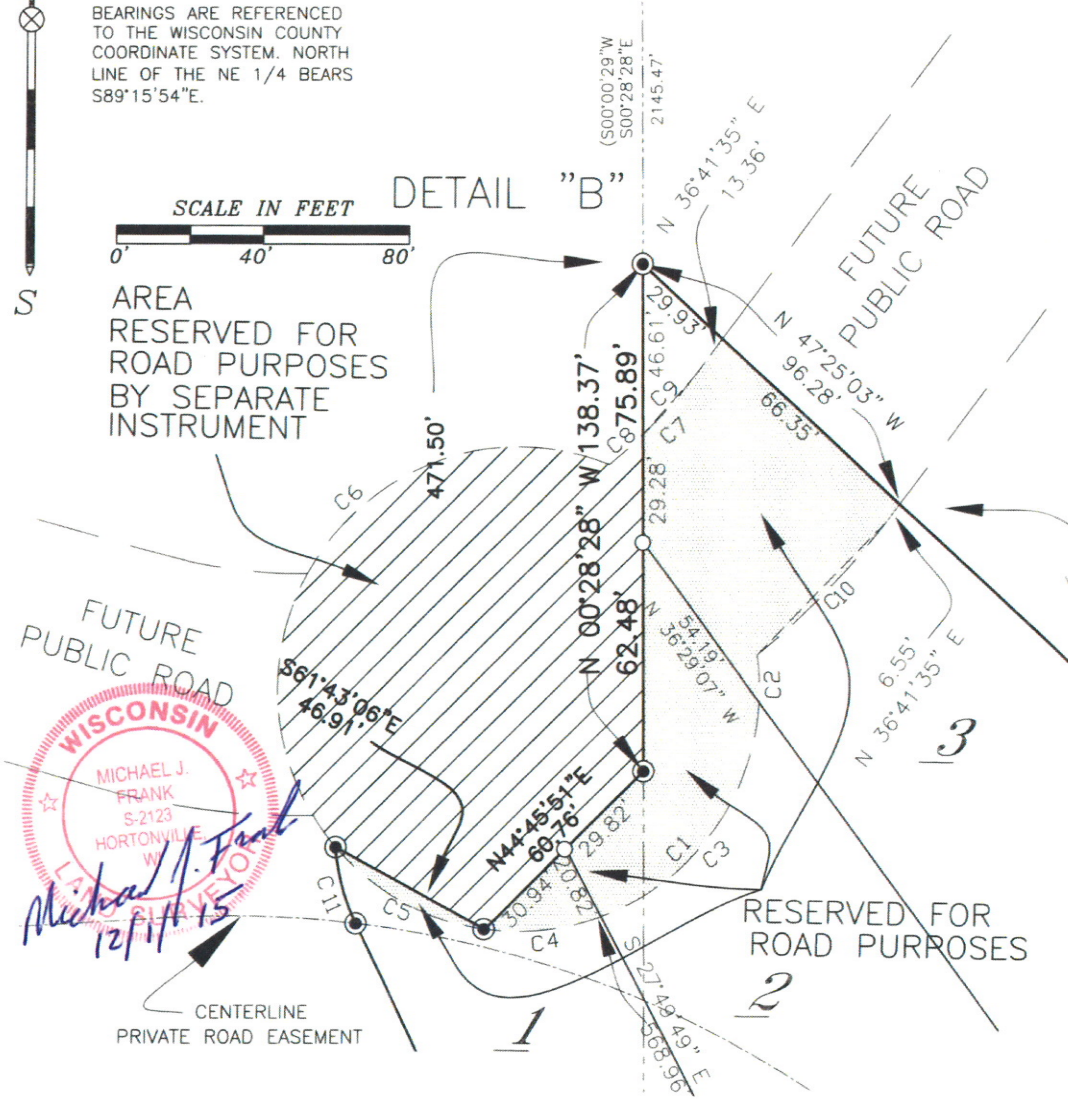 BEARINGS ARE REFERENCED
TO THE WISCONSIN COUNTY
COORDINATE SYSTEM. NORTH
LINE OF THE NE 1/4 BEARS
S89°15'54"E.
S
(S00°00'29"W
S00°28'28"E
2145.47'
DETAIL "B"
SCALE IN FEET
0' 40' 80'
AREA
RESERVED FOR
ROAD PURPOSES
BY SEPARATE
INSTRUMENT
N 36°41'35" E
13.36'
FUTURE
PUBLIC ROAD
29.93'
46.61'
N 47°25'03" W
96.28'
66.35'
N 00°28'28" W 138.37'
75.89'
C9
C8
C7
29.28'
471.50'
C6
62.48'
54.19'
N 36°29'07" W
C10
C2
6.55'
N 36°41'35" E
3
FUTURE
PUBLIC ROAD
S61°43'06"E
46.91'
N44°45'51"E
60.76'
29.82'
30.94'
20.82'
C1
C3
C4
C5
C11
S 27°49'49" E
568.96'
RESERVED FOR
ROAD PURPOSES
2
1
CENTERLINE
PRIVATE ROAD EASEMENT
WISCONSIN
MICHAEL J.
FRANK
S-2123
HORTONVILLE,
WI
LAND SURVEYOR
Michael J. Frank
12/1/15